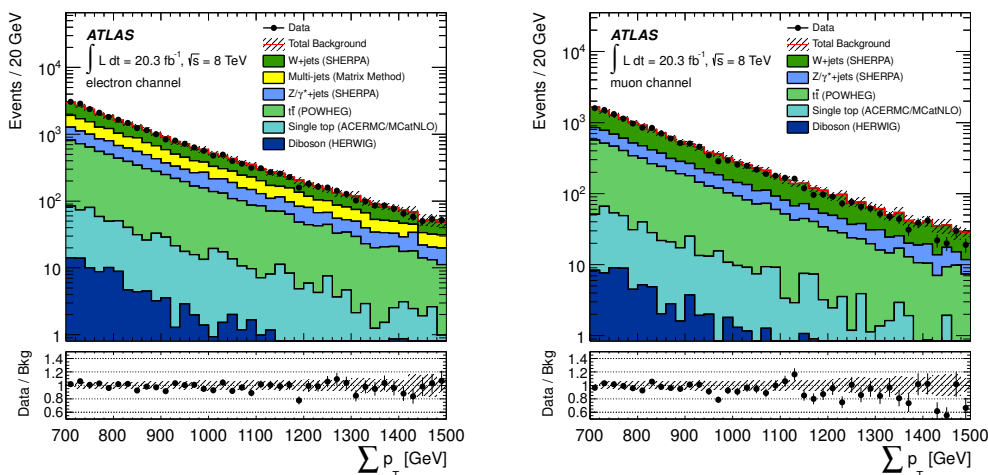 Events / 20 GeV
ATLAS
∫ L dt = 20.3 fb⁻¹, √s = 8 TeV
electron channel
Data
Total Background
W+jets (SHERPA)
Multi-jets (Matrix Method)
Z/γ*+jets (SHERPA)
tt̄ (POWHEG)
Single top (ACERMC/MCatNLO)
Diboson (HERWIG)
10⁴
10³
10²
10
1
Data / Bkg
1.4
1.2
1
0.8
0.6
700 800 900 1000 1100 1200 1300 1400 1500
∑ p_T [GeV]
Events / 20 GeV
ATLAS
∫ L dt = 20.3 fb⁻¹, √s = 8 TeV
muon channel
Data
Total Background
W+jets (SHERPA)
Z/γ*+jets (SHERPA)
tt̄ (POWHEG)
Single top (ACERMC/MCatNLO)
Diboson (HERWIG)
10⁴
10³
10²
10
1
Data / Bkg
1.4
1.2
1
0.8
0.6
700 800 900 1000 1100 1200 1300 1400 1500
∑ p_T [GeV]